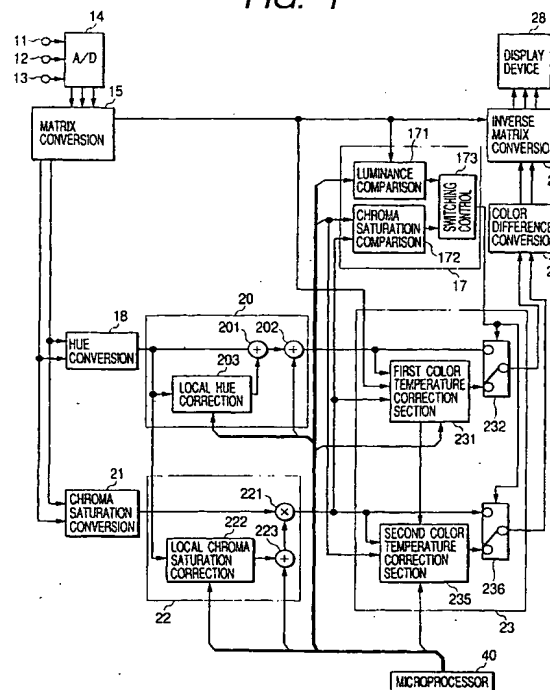 FIG. 1
14
28
11
12
13
A/D
DISPLAY
DEVICE
15
MATRIX
CONVERSION
171
173
INVERSE
MATRIX
CONVERSION
2
LUMINANCE
COMPARISON
SWITCHING
CONTROL
CHROMA
SATURATIOIN
COMPARISON
172
17
COLOR
DIFFERENCE
CONVERSION
2
20
18
201
202
HUE
CONVERSION
203
LOCAL HUE
CORRECTION
FIRST COLOR
TEMPERATURE
CORRECTION
SECTION
231
232
21
CHROMA
SATURATION
CONVERSION
221
222
223
LOCAL CHROMA
SATURATION
CORRECTION
22
SECOND COLOR
TEMPERATURE
CORRECTION
SECTION
235
236
23
40
MICROPROCESSOR